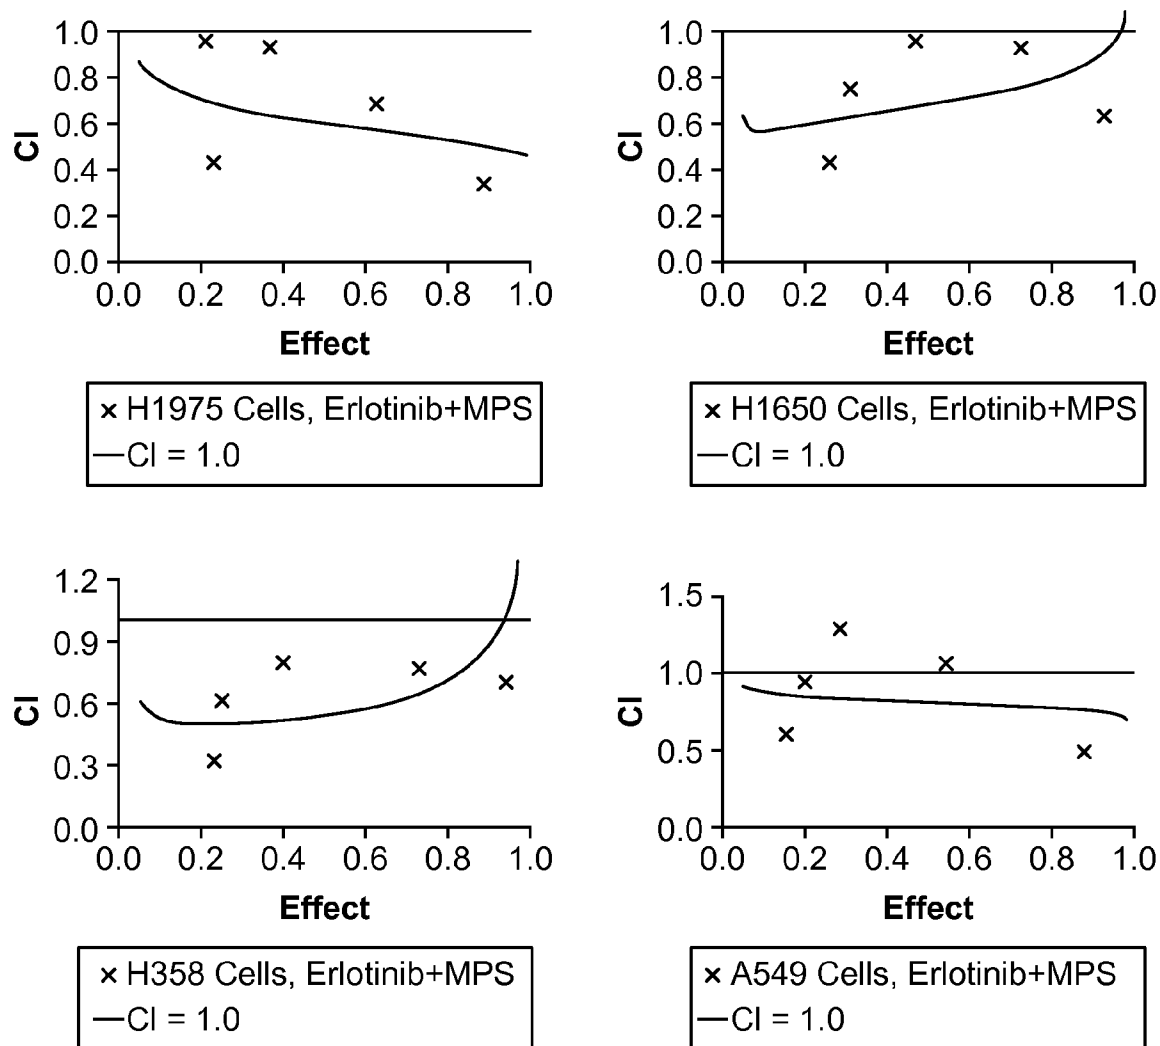 1.0
0.8
0.6
0.4
0.2
0.0
CI
0.0 0.2 0.4 0.6 0.8 1.0
Effect
× H1975 Cells, Erlotinib+MPS
—CI = 1.0
1.0
0.8
0.6
0.4
0.2
0.0
CI
0.0 0.2 0.4 0.6 0.8 1.0
Effect
× H1650 Cells, Erlotinib+MPS
—CI = 1.0
1.2
0.9
0.6
0.3
0.0
CI
0.0 0.2 0.4 0.6 0.8 1.0
Effect
× H358 Cells, Erlotinib+MPS
—CI = 1.0
1.5
1.0
0.5
0.0
CI
0.0 0.2 0.4 0.6 0.8 1.0
Effect
× A549 Cells, Erlotinib+MPS
—CI = 1.0